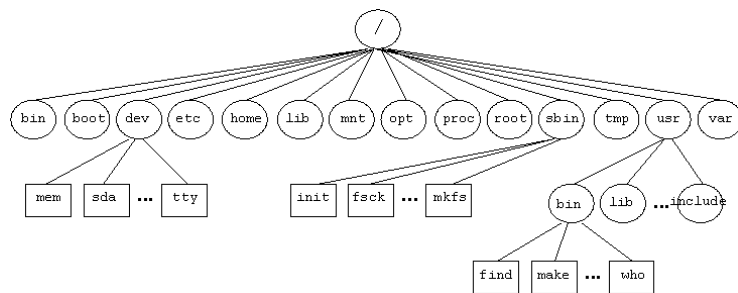 /
bin boot dev etc home lib mnt opt proc root sbin tmp usr var
mem sda ... tty init fsck ... mkfs bin lib ... include
find make ... who